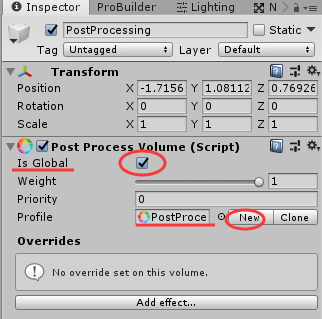 Inspector ProBuilder Lighting N
PostProcessing Static
Tag Untagged Layer Default
Transform
Position X -1.7156 Y 1.08112 Z 0.76926
Rotation X 0 Y 0 Z 0
Scale X 1 Y 1 Z 1
Post Process Volume (Script)
Is Global
Weight 1
Priority 0
Profile PostProce New Clone
Overrides
No override set on this volume.
Add effect...